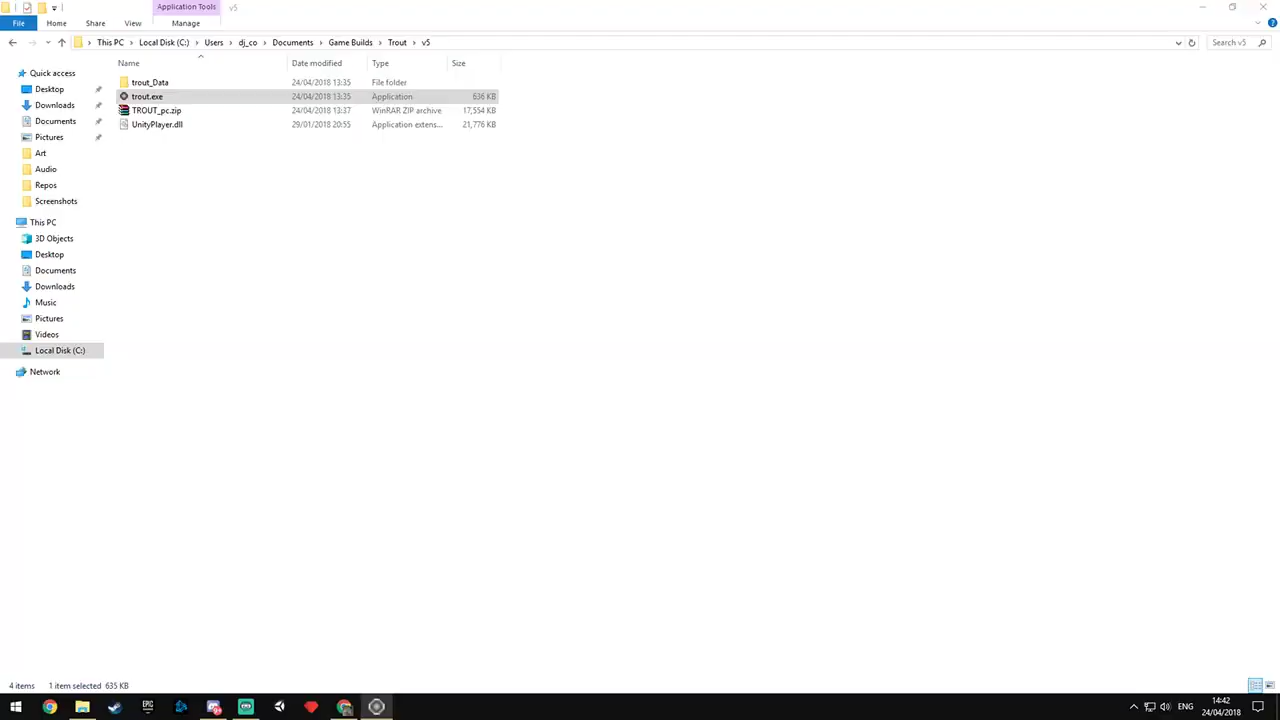 Application Tools v5
File Home Share View Manage
This PC Local Disk (C:) Users dj_co Documents Game Builds Trout v5 Search v5
Name Date modified Type Size
Quick access
Desktop
Downloads
Documents
Pictures
Art
Audio
Repos
Screenshots
This PC
3D Objects
Desktop
Documents
Downloads
Music
Pictures
Videos
Local Disk (C:)
Network
trout_Data 24/04/2018 13:35 File folder
trout.exe 24/04/2018 13:35 Application 636 KB
TROUT_pc.zip 24/04/2018 13:37 WinRAR ZIP archive 17,554 KB
UnityPlayer.dll 29/01/2018 20:55 Application extens... 21,776 KB
4 items 1 item selected 635 KB
EPIC
ENG
14:42
24/04/2018